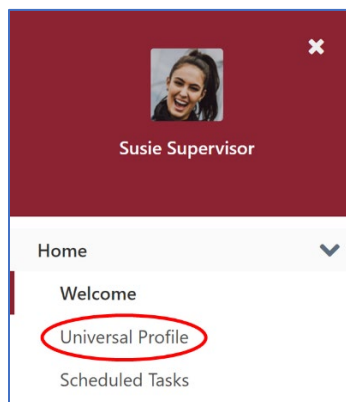 Susie Supervisor
Home
Welcome
Universal Profile
Scheduled Tasks